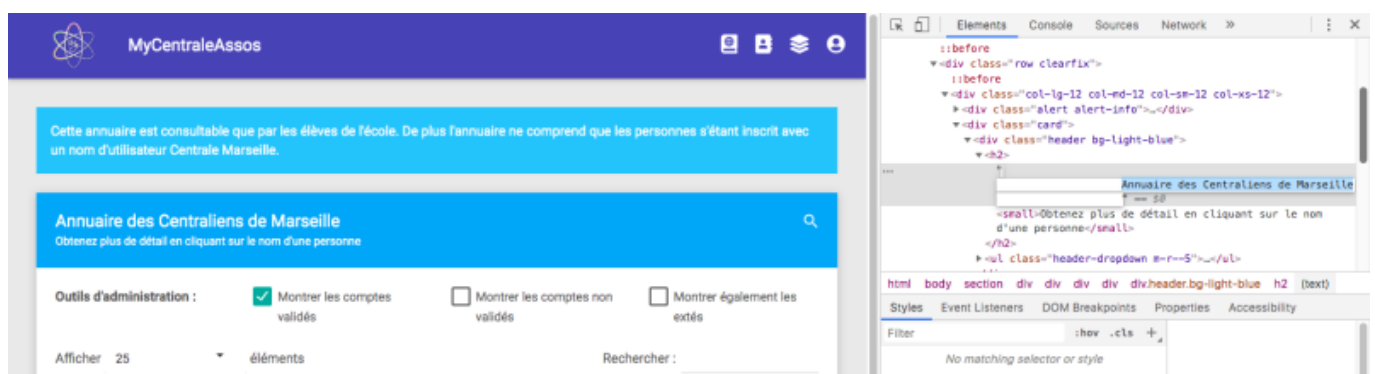 MyCentraleAssos
Cette annuaire est consultable que par les élèves de l'école. De plus l'annuaire ne comprend que les personnes s'étant inscrit avec
un nom d'utilisateur Centrale Marseille.
Annuaire des Centraliens de Marseille
Obtenez plus de détail en cliquant sur le nom d'une personne
Outils d'administration :
Montrer les comptes
validés
Montrer les comptes non
validés
Montrer également les
extés
Afficher 25 éléments
Rechercher :
Elements Console Sources Network »
::before
▼<div class="row clearfix">
::before
▼<div class="col-lg-12 col-md-12 col-sm-12 col-xs-12">
▶<div class="alert alert-info">…</div>
▼<div class="card">
▼<div class="header bg-light-blue">
▼<h2>
... "
Annuaire des Centraliens de Marseille
" == $0
<small>Obtenez plus de détail en cliquant sur le nom
d'une personne</small>
</h2>
▶<ul class="header-dropdown m-r--5">…</ul>
html body section div div div div div.header.bg-light-blue h2 (text)
Styles Event Listeners DOM Breakpoints Properties Accessibility
Filter :hov .cls +
No matching selector or style